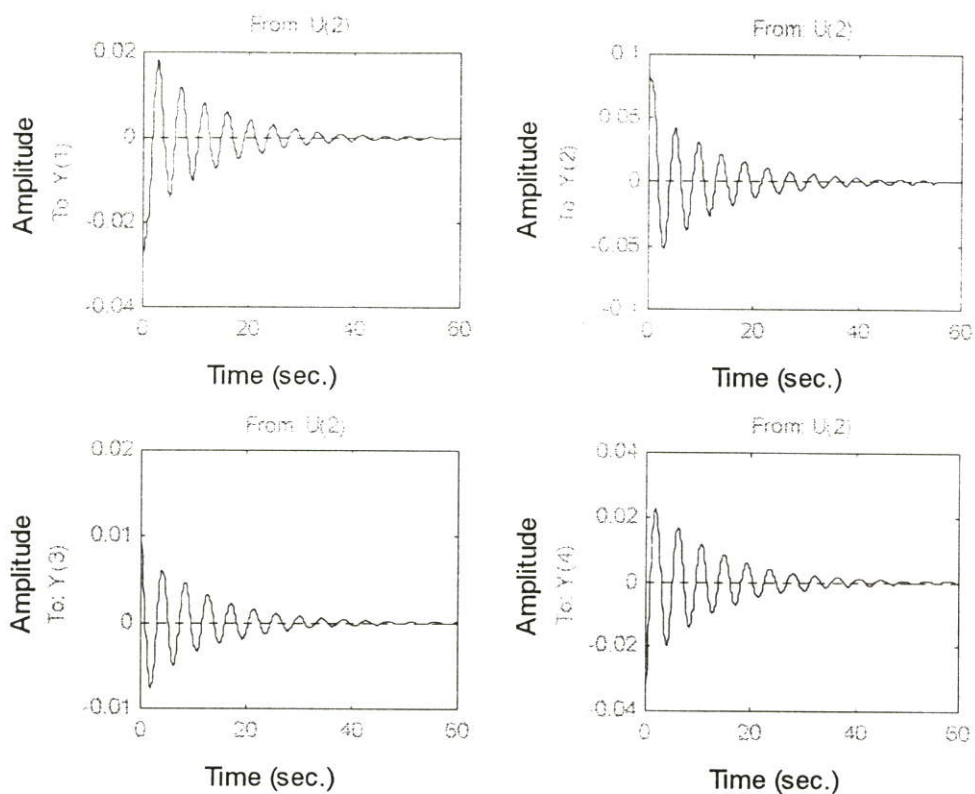 From: U(2)
0.02
0
-0.02
-0.04
0
20
40
60
Amplitude
To: Y(1)
Time (sec.)
From: U(2)
0.1
0.05
0
-0.05
-0.1
0
20
40
60
Amplitude
To: Y(2)
Time (sec.)
From: U(2)
0.02
0.01
0
-0.01
0
20
40
60
Amplitude
To: Y(3)
Time (sec.)
From: U(2)
0.04
0.02
0
-0.02
-0.04
0
20
40
60
Amplitude
To: Y(4)
Time (sec.)